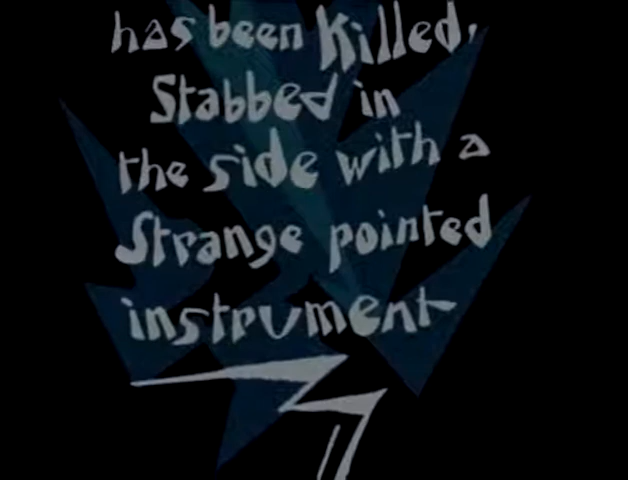 has been Killed,
Stabbed in
the side with a
Strange pointed
instrument